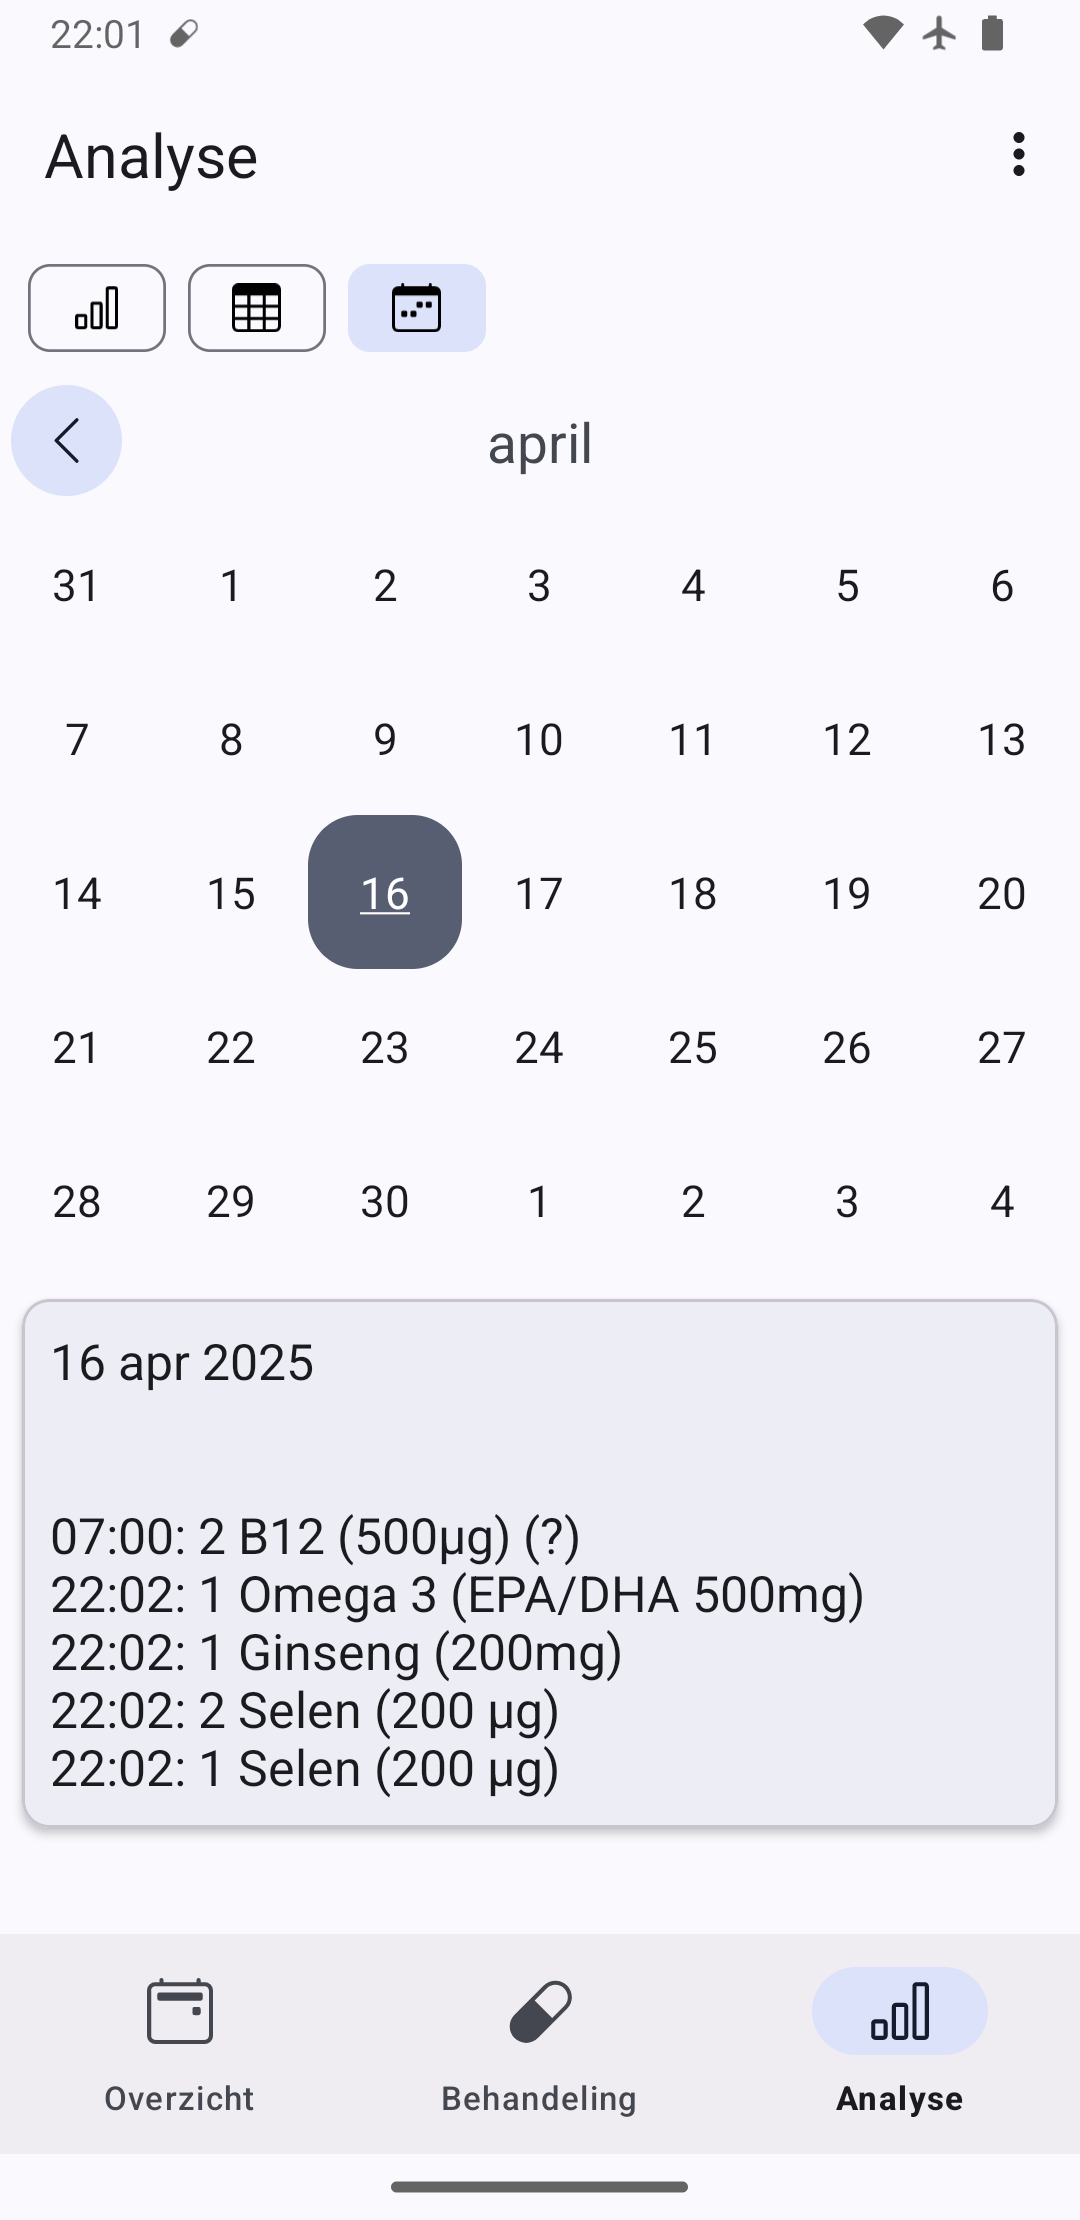 22:01
Analyse
april
31 1 2 3 4 5 6
7 8 9 10 11 12 13
14 15 16 17 18 19 20
21 22 23 24 25 26 27
28 29 30 1 2 3 4
16 apr 2025
07:00: 2 B12 (500µg) (?)
22:02: 1 Omega 3 (EPA/DHA 500mg)
22:02: 1 Ginseng (200mg)
22:02: 2 Selen (200 µg)
22:02: 1 Selen (200 µg)
Overzicht Behandeling Analyse